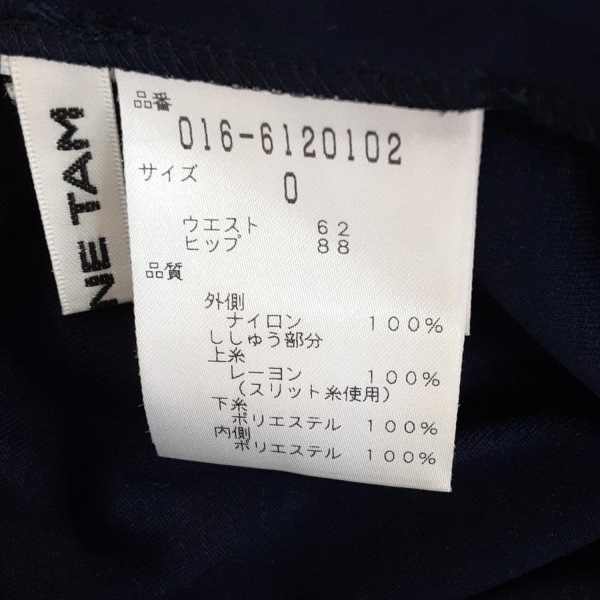 NE TAM
品番
016-6120102
サイズ
0
ウエスト 62
ヒップ 88
品質
外側
ナイロン 100%
ししゅう部分
上糸
レーヨン 100%
(スリット糸使用)
下糸
ポリエステル 100%
内側
ポリエステル 100%